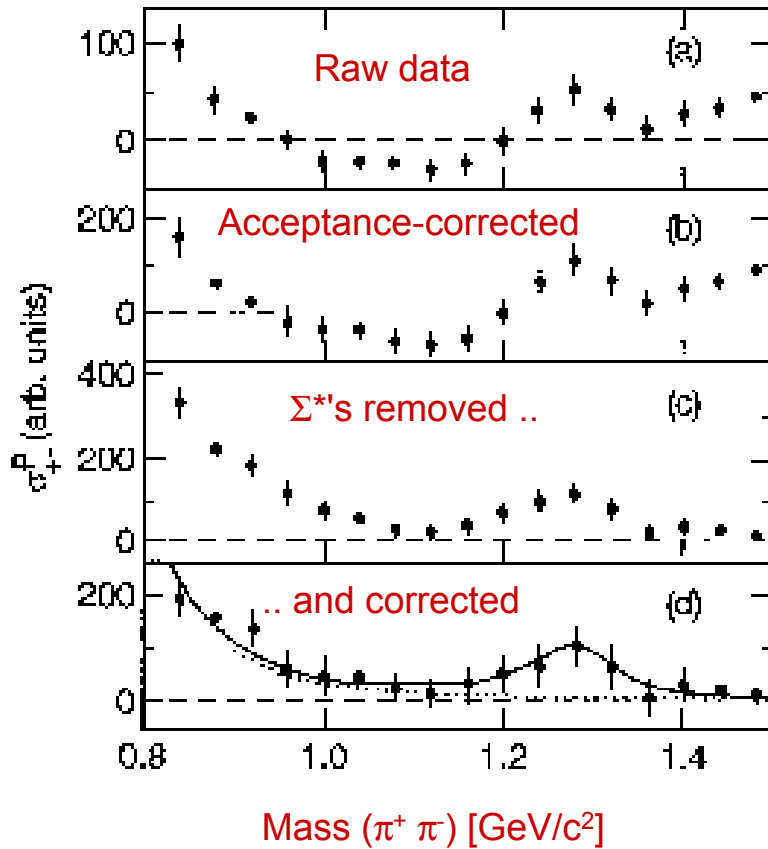 100
0
Raw data
(a)
200
0
Acceptance-corrected
(b)
400
200
0
Σ*'s removed ..
(c)
200
0
.. and corrected
(d)
σᴾ₊₋ (arb. units)
0.8 1.0 1.2 1.4
Mass (π⁺ π⁻) [GeV/c²]